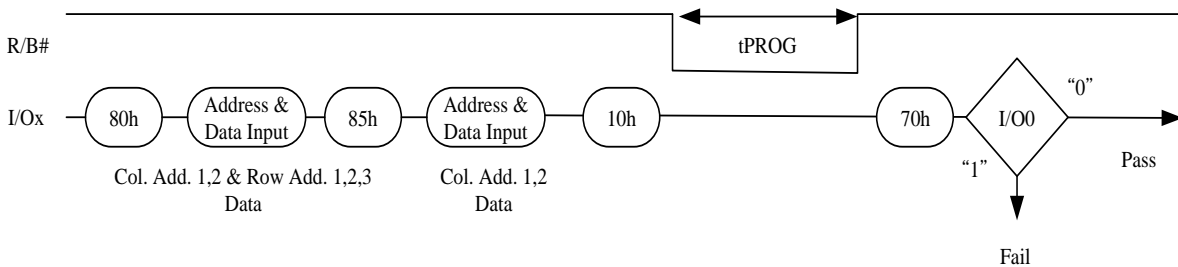 R/B#
tPROG
I/Ox
80h
Address &
Data Input
85h
Address &
Data Input
10h
70h
I/O0
“0”
“1”
Pass
Col. Add. 1,2 & Row Add. 1,2,3
Data
Col. Add. 1,2
Data
Fail